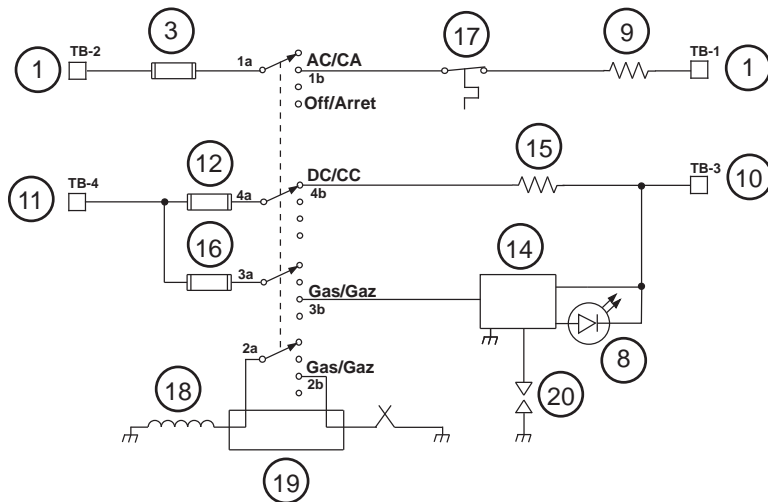 3
17
9
1
TB-2
1a
AC/CA
1b
Off/Arret
TB-1
1
12
15
11
TB-4
4a
DC/CC
4b
TB-3
10
16
14
3a
Gas/Gaz
3b
2a
Gas/Gaz
2b
8
18
20
19